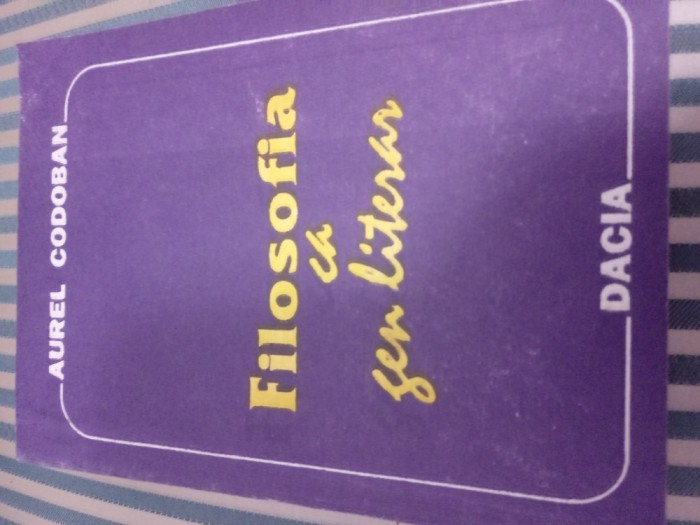 AUREL CODOBAN
Filosofia
ca
gen literar
DACIA